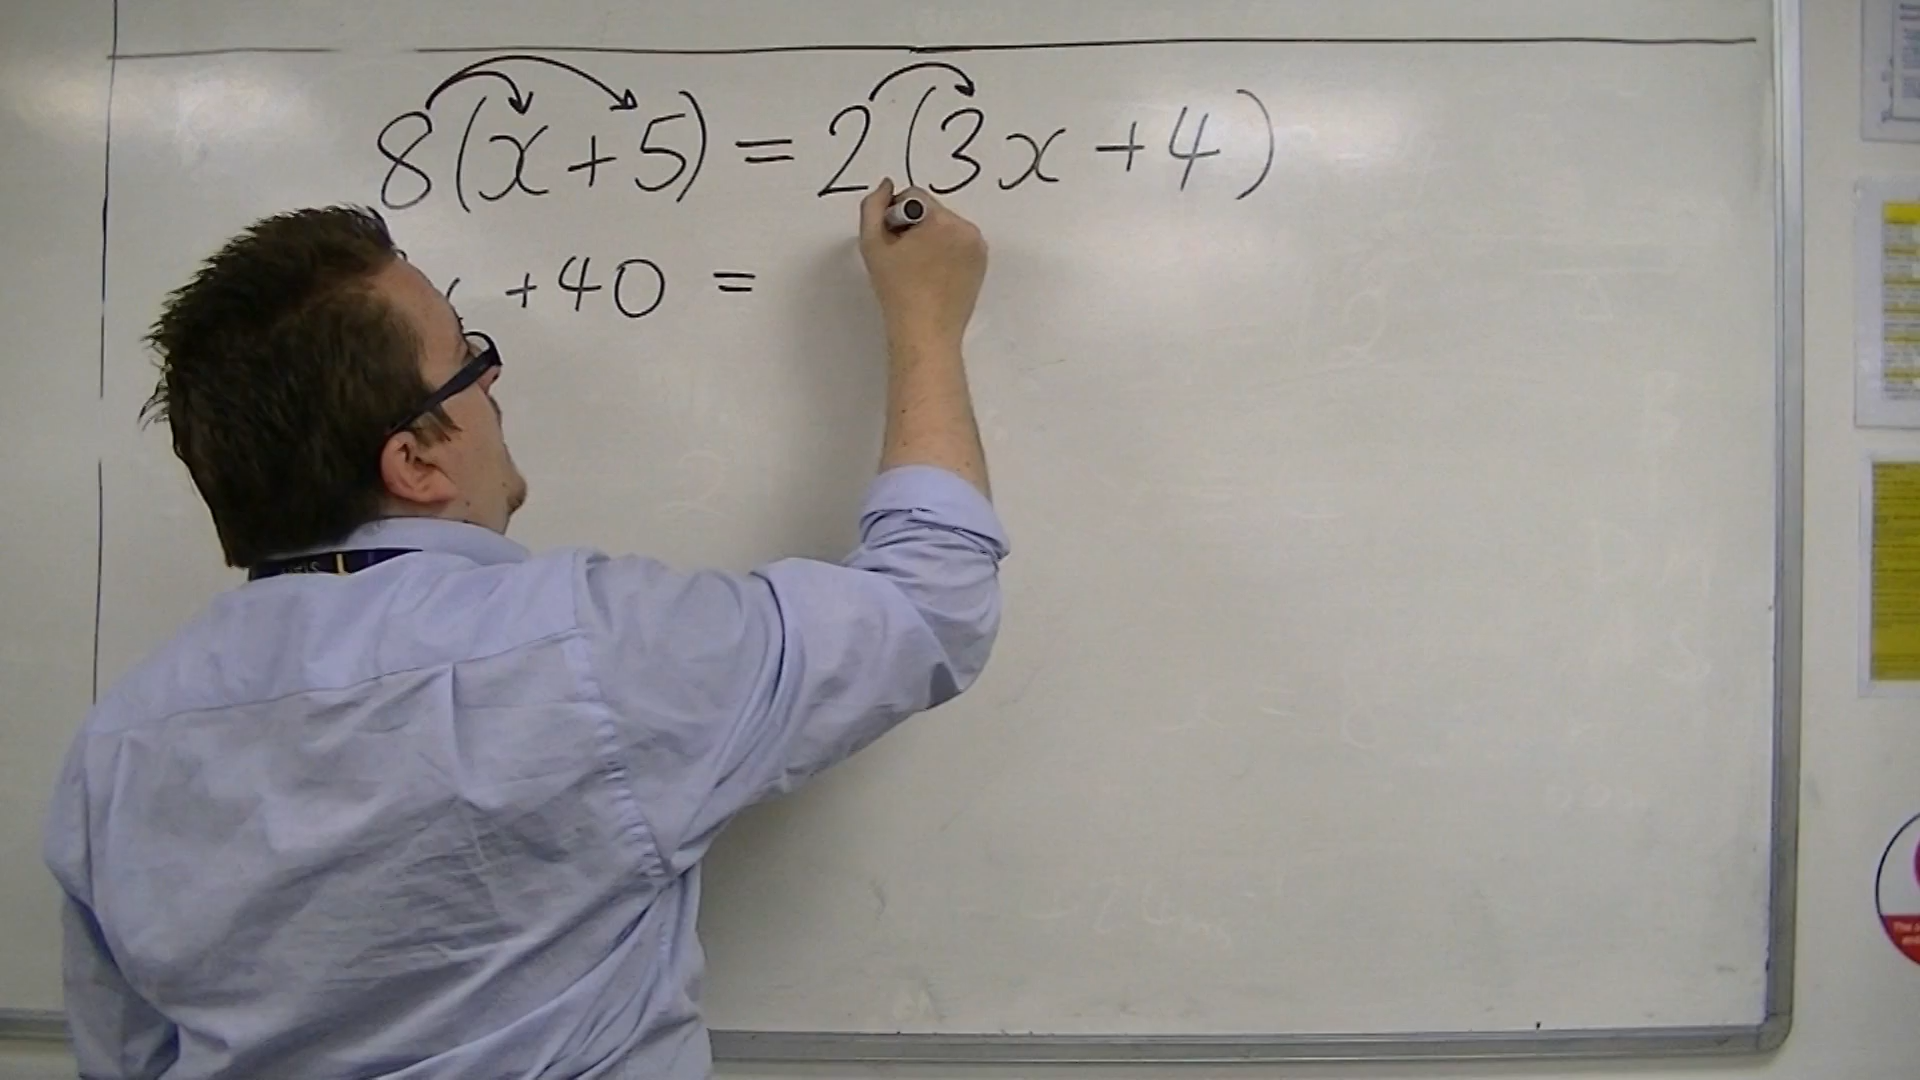 8(x+5) = 2(3x+4)
x +40 =